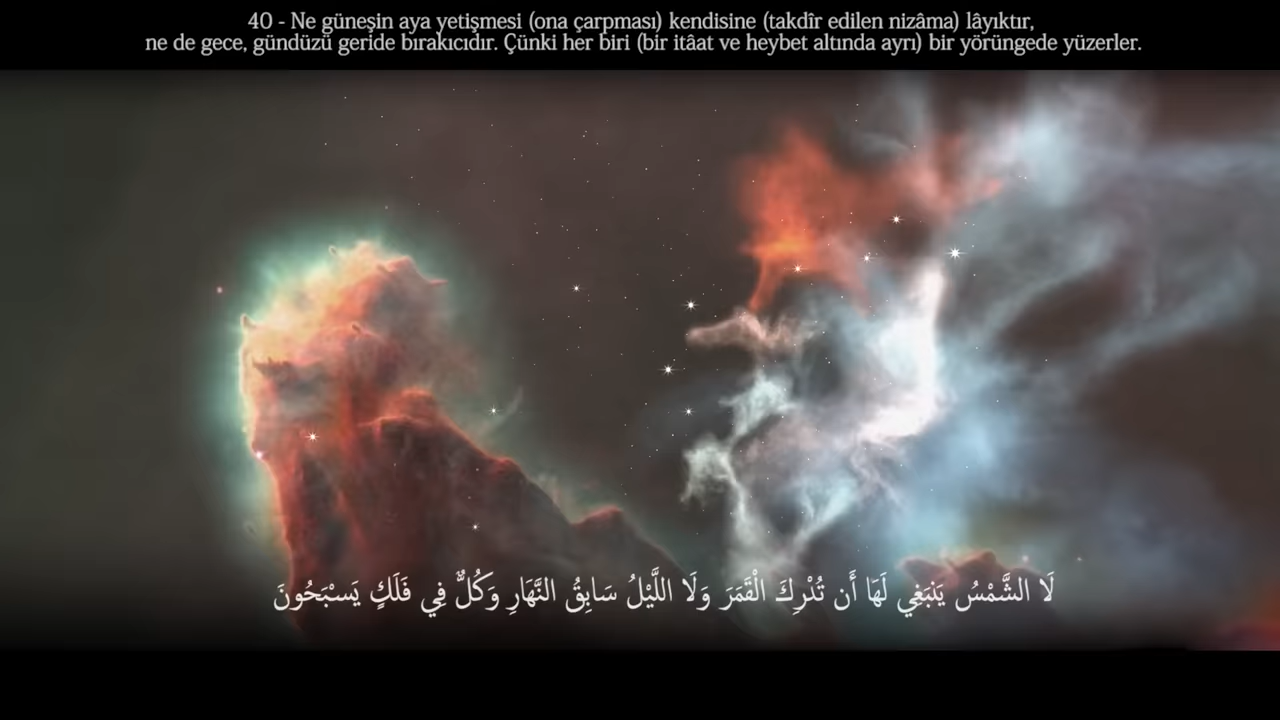 40 - Ne güneşin aya yetişmesi (ona çarpması) kendisine (takdîr edilen nizâma) lâyıktır,
ne de gece, gündüzü geride bırakıcıdır. Çünki her biri (bir itâat ve heybet altında ayrı) bir yörüngede yüzerler.
لَا الشَّمْسُ يَنبَغِي لَهَا أَن تُدْرِكَ الْقَمَرَ وَلَا اللَّيْلُ سَابِقُ النَّهَارِ وَكُلٌّ فِي فَلَكٍ يَسْبَحُونَ